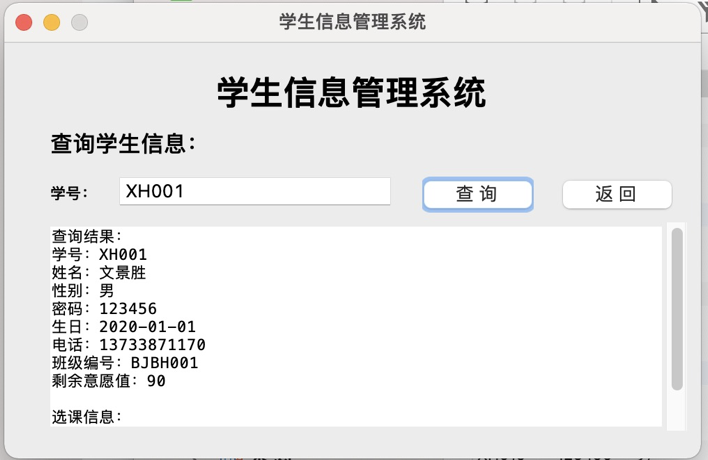 学生信息管理系统
学生信息管理系统
查询学生信息：
学号： XH001 查 询 返 回
查询结果：
学号：XH001
姓名：文景胜
性别：男
密码：123456
生日：2020-01-01
电话：13733871170
班级编号：BJBH001
剩余意愿值：90
选课信息：